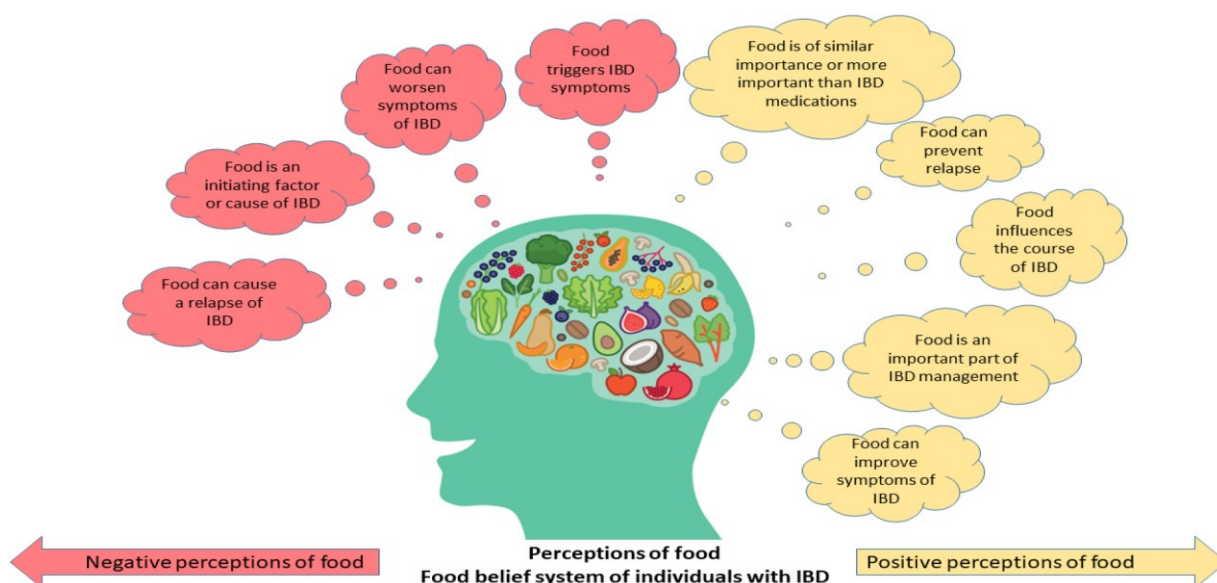 Food
triggers IBD
symptoms
Food is of similar
importance or more
important than IBD
medications
Food can
worsen
symptoms
of IBD
Food can
prevent
relapse
Food is an
initiating factor
or cause of IBD
Food
influences
the course
of IBD
Food can cause
a relapse of
IBD
Food is an
important part of
IBD management
Food can
improve
symptoms of
IBD
Negative perceptions of food
Perceptions of food
Food belief system of individuals with IBD
Positive perceptions of food